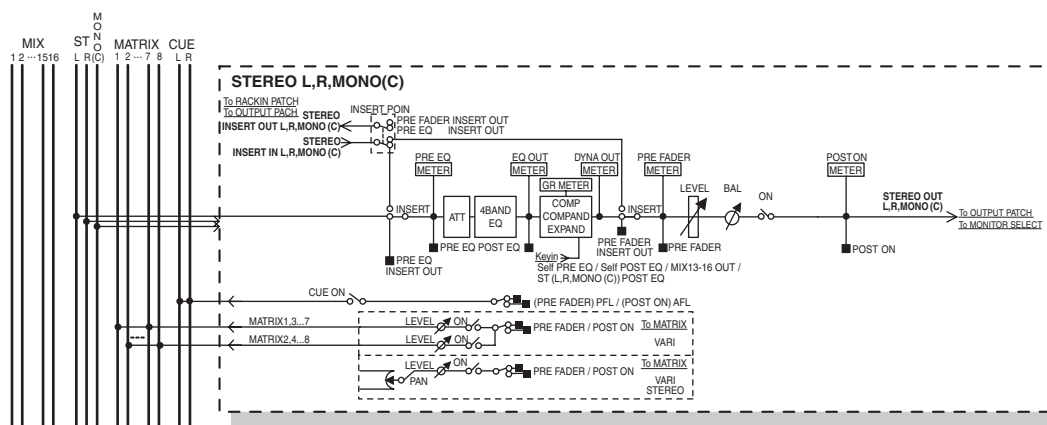 MIX
1 2 ··· 15 16
ST
L R
MONO
(C)
MATRIX
1 2 ··· 7 8
CUE
L R
STEREO L,R,MONO(C)
To RACKIN PATCH
To OUTPUT PACH
STEREO
INSERT OUT L,R,MONO (C)
STEREO
INSERT IN L,R,MONO (C)
INSERT POIN
PRE FADER INSERT OUT
PRE EQ INSERT OUT
PRE EQ
METER
EQ OUT
METER
DYNA OUT
METER
PRE FADER
METER
POST ON
METER
GR METER
LEVEL
BAL
ON
INSERT
ATT
4BAND
EQ
COMP
COMPAND
EXPAND
INSERT
STEREO OUT
L,R,MONO (C)
To OUTPUT PATCH
To MONITOR SELECT
PRE EQ
INSERT OUT
PRE EQ
POST EQ
PRE FADER
INSERT OUT
PRE FADER
POST ON
Keyin
Self PRE EQ / Self POST EQ / MIX13-16 OUT /
ST (L,R,MONO (C)) POST EQ
CUE ON
(PRE FADER) PFL / (POST ON) AFL
MATRIX1,3...7
LEVEL
ON
PRE FADER / POST ON
To MATRIX
MATRIX2,4...8
LEVEL
ON
VARI
LEVEL
ON
PAN
PRE FADER / POST ON
To MATRIX
VARI
STEREO